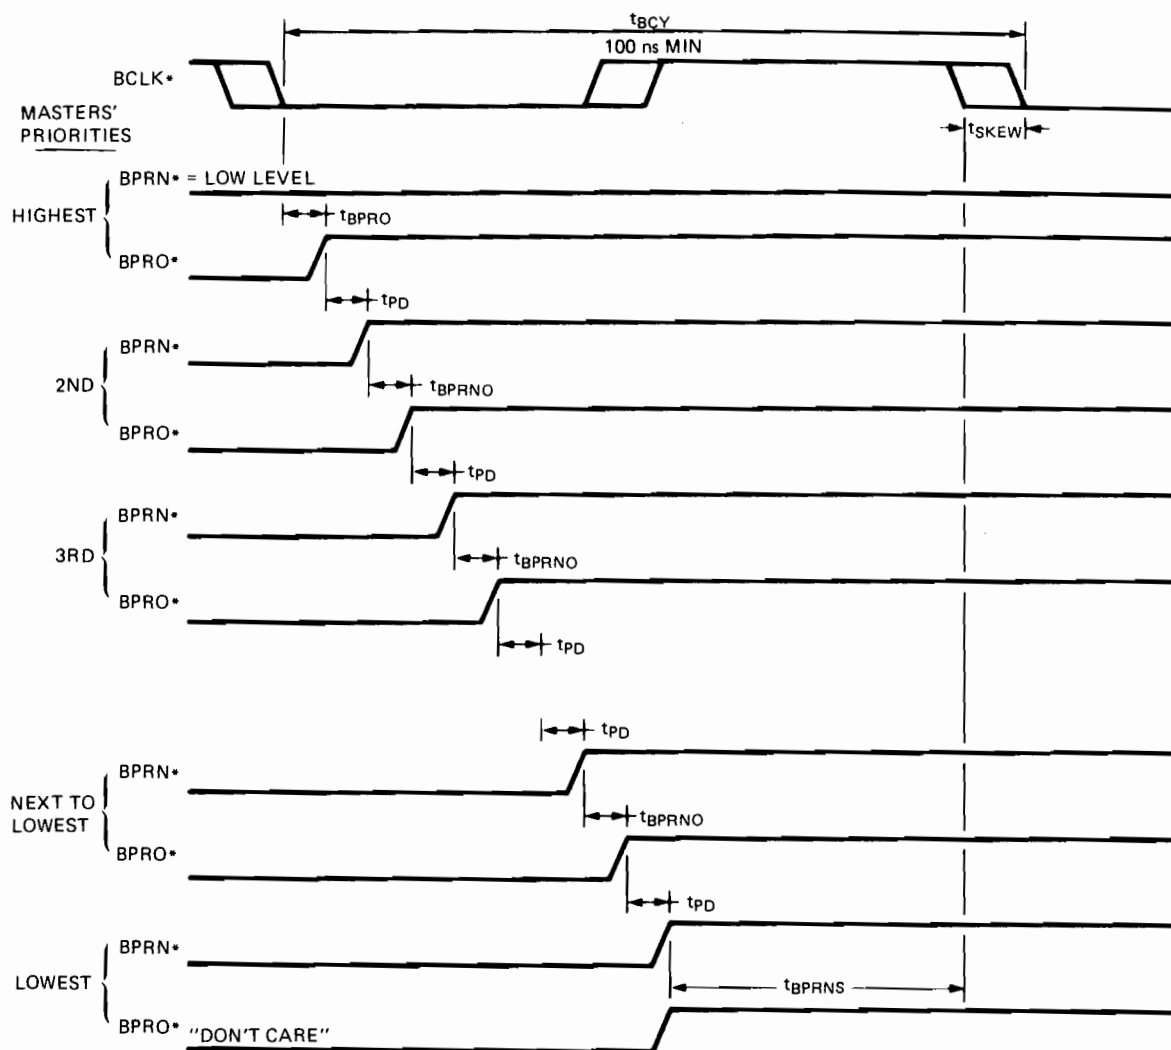 tBCY
100 ns MIN
BCLK*
MASTERS'
PRIORITIES
tSKEW
BPRN* = LOW LEVEL
HIGHEST
tBPRO
BPRO*
tPD
BPRN*
2ND
tBPRNO
BPRO*
tPD
BPRN*
3RD
tBPRNO
BPRO*
tPD
tPD
BPRN*
NEXT TO
LOWEST
tBPRNO
BPRO*
tPD
BPRN*
LOWEST
tBPRNS
BPRO* "DON'T CARE"